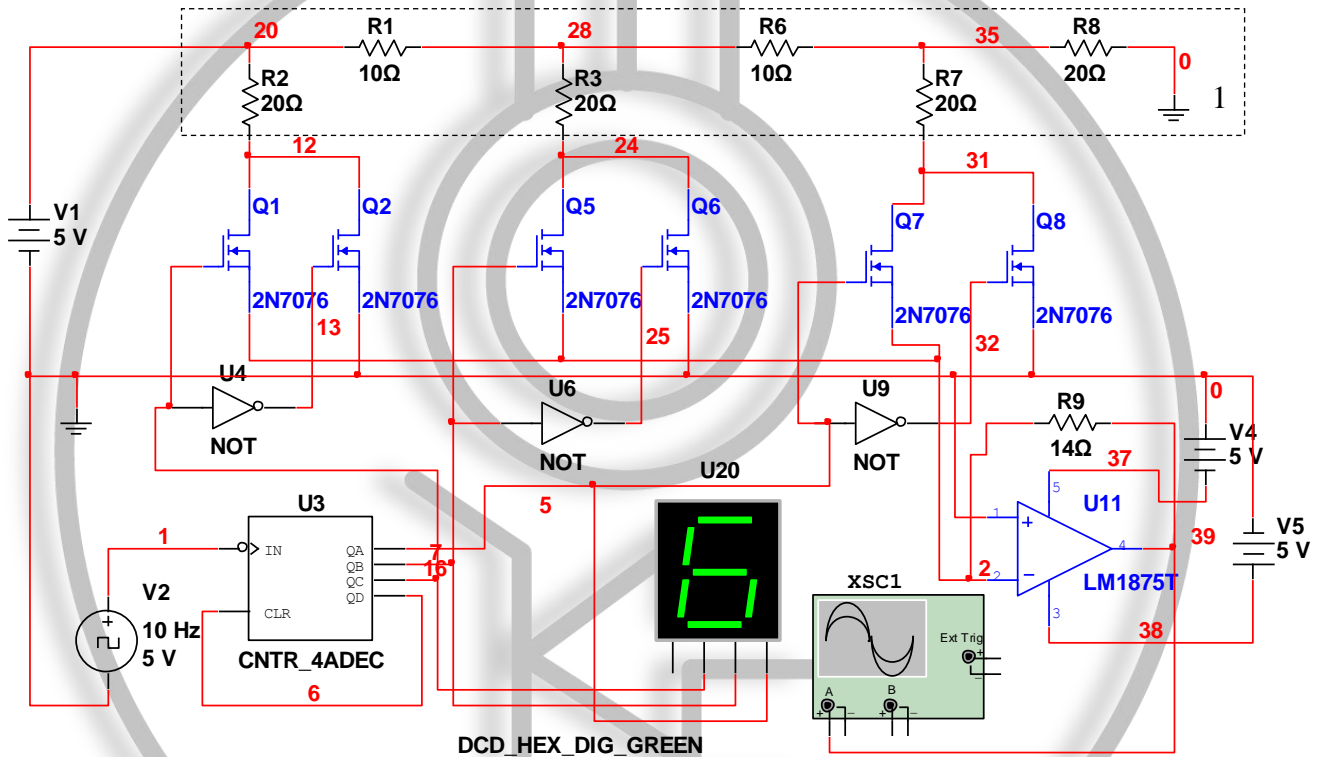 20 R1 28 R6 35 R8
10Ω 10Ω 20Ω 0
R2 R3 R7
20Ω 20Ω 20Ω 1
12 24 31
V1 Q1 Q2 Q5 Q6 Q7 Q8
5 V
2N7076 2N7076 2N7076 2N7076 2N7076 2N7076
13 25 32
U4 U6 U9 R9 0
NOT NOT NOT 14Ω V4
5 V
U20 37
U3 5 5 U11
1 IN QA 7 1 + 39 V5
QB 16 4 5 V
QC 2 2 − LM1875T
V2 QD XSC1
10 Hz CLR 3
5 V + 38
CNTR_4ADEC Ext Trig
6 + −
A B
+ − + −
DCD_HEX_DIG_GREEN
6